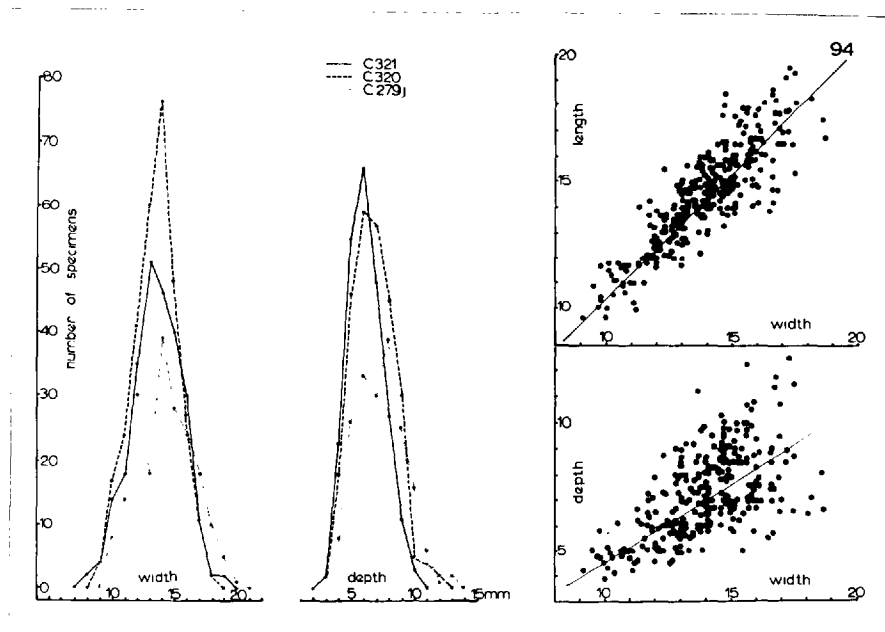 C321
C320
C279j
80
70
60
50
40
30
20
10
0
number of specimens
10 width 15 20
5 depth 10 15mm
94
20
15
10
length
10 15 width 20
10
5
depth
10 15 width 20